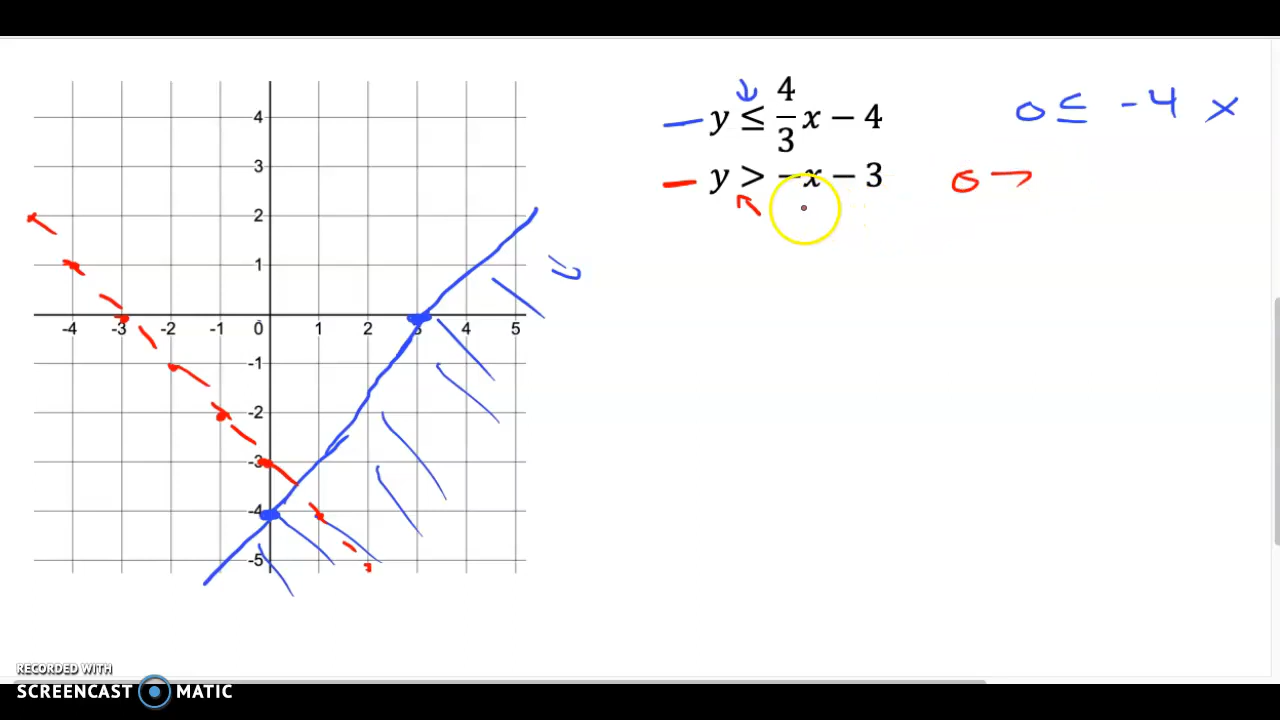 y ≤ 4/3 x − 4
0 ≤ -4 x
y > −x − 3
0 >
4
3
2
1
-4 -3 -2 -1 0 1 2 3 4 5
-1
-2
-3
-4
-5
RECORDED WITH
SCREENCAST MATIC